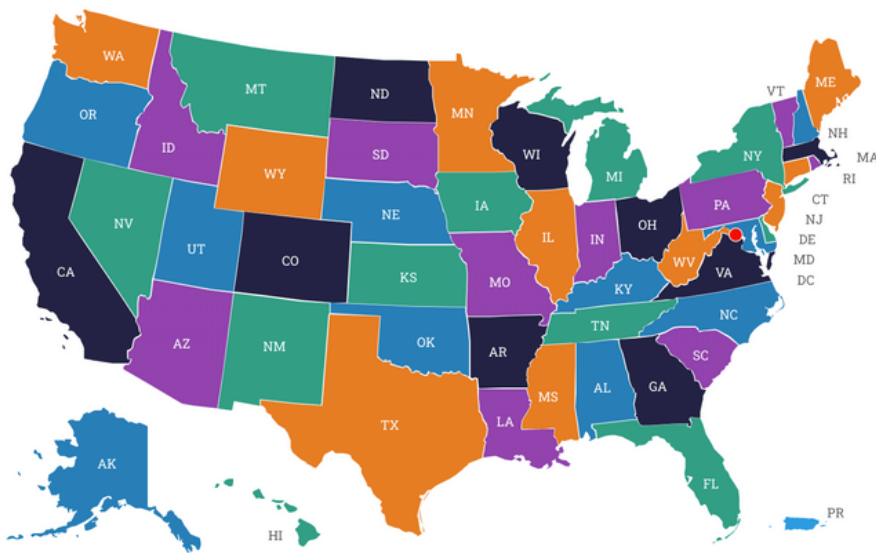 WA
ME
VT
MT
ND
OR
MN
NH
ID
SD
WI
NY
MA
WY
MI
RI
CT
IA
PA
NE
NJ
NV
OH
IL
IN
DE
UT
CO
MD
CA
WV
VA
KS
MO
KY
DC
NC
TN
AZ
NM
OK
AR
SC
MS
AL
GA
TX
LA
AK
FL
PR
HI